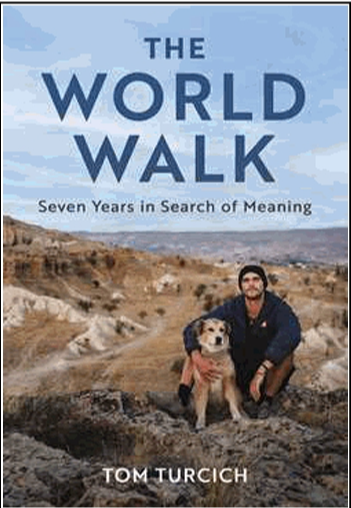 THE
WORLD
WALK
Seven Years in Search of Meaning
TOM TURCICH